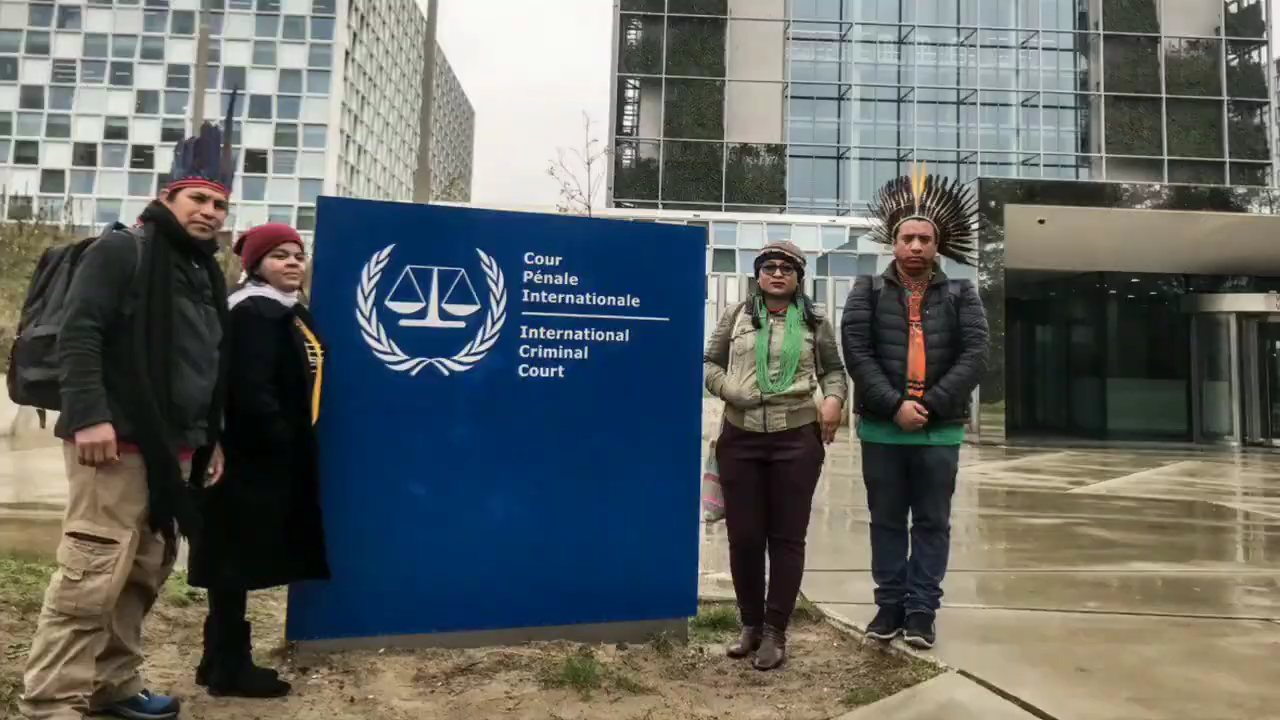 Cour
Pénale
Internationale
International
Criminal
Court